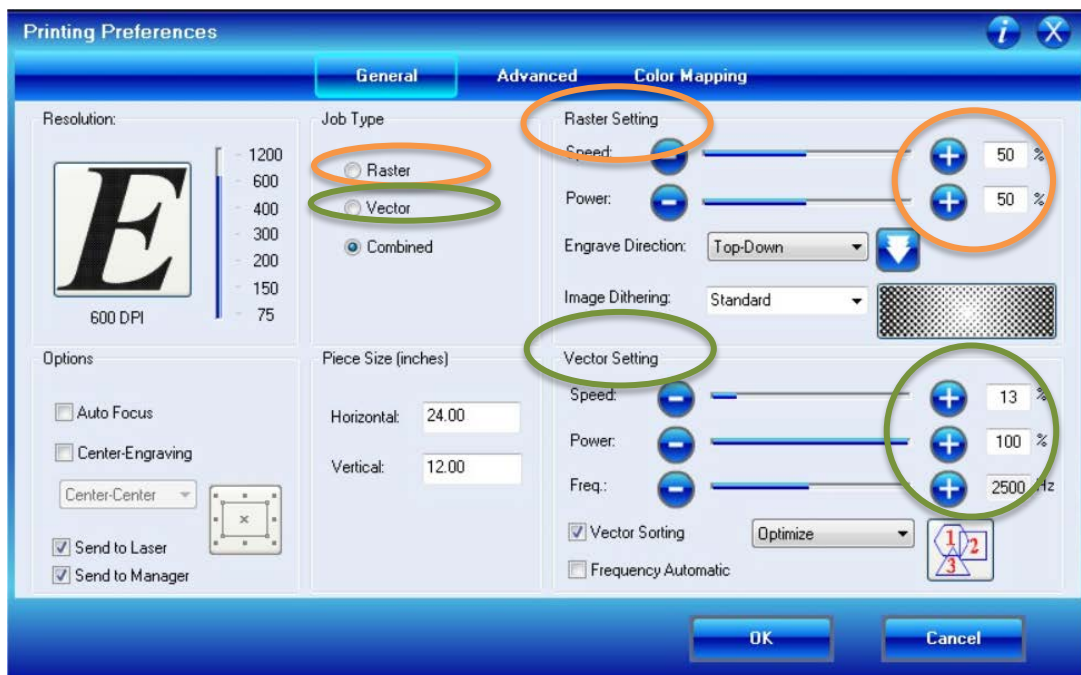 Printing Preferences
i X
General Advanced Color Mapping
Resolution:
E
1200
600
400
300
200
150
75
600 DPI
Job Type
Raster
Vector
Combined
Raster Setting
Speed: 50 %
Power: 50 %
Engrave Direction: Top-Down
Image Dithering: Standard
Options
Auto Focus
Center-Engraving
Center-Center
Send to Laser
Send to Manager
Piece Size (inches)
Horizontal: 24.00
Vertical: 12.00
Vector Setting
Speed: 13 %
Power: 100 %
Freq.: 2500 Hz
Vector Sorting Optimize
1 2
3
Frequency Automatic
OK Cancel